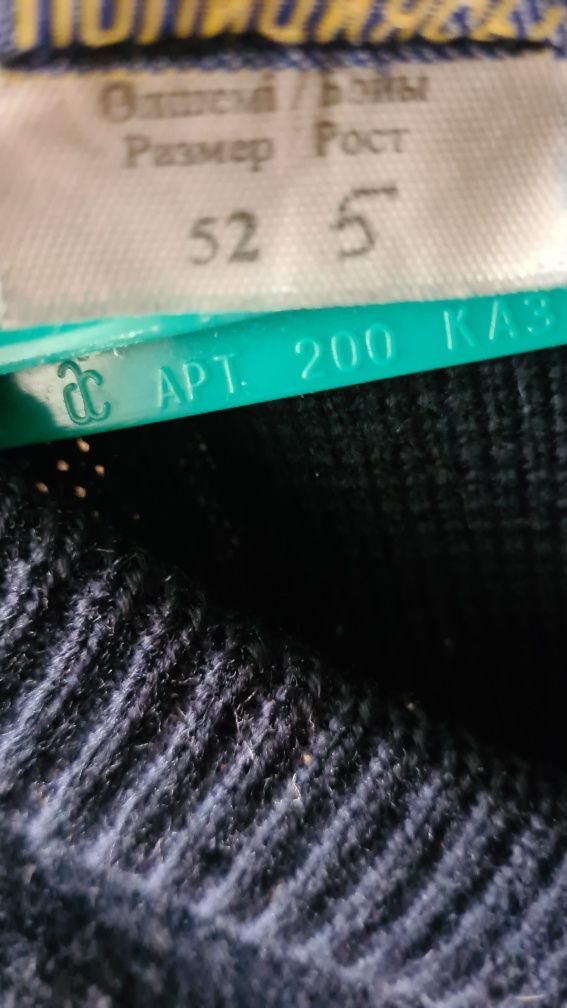 Өлшемі / Бойы
Размер Рост
52 5
АРТ. 200 КАЗ